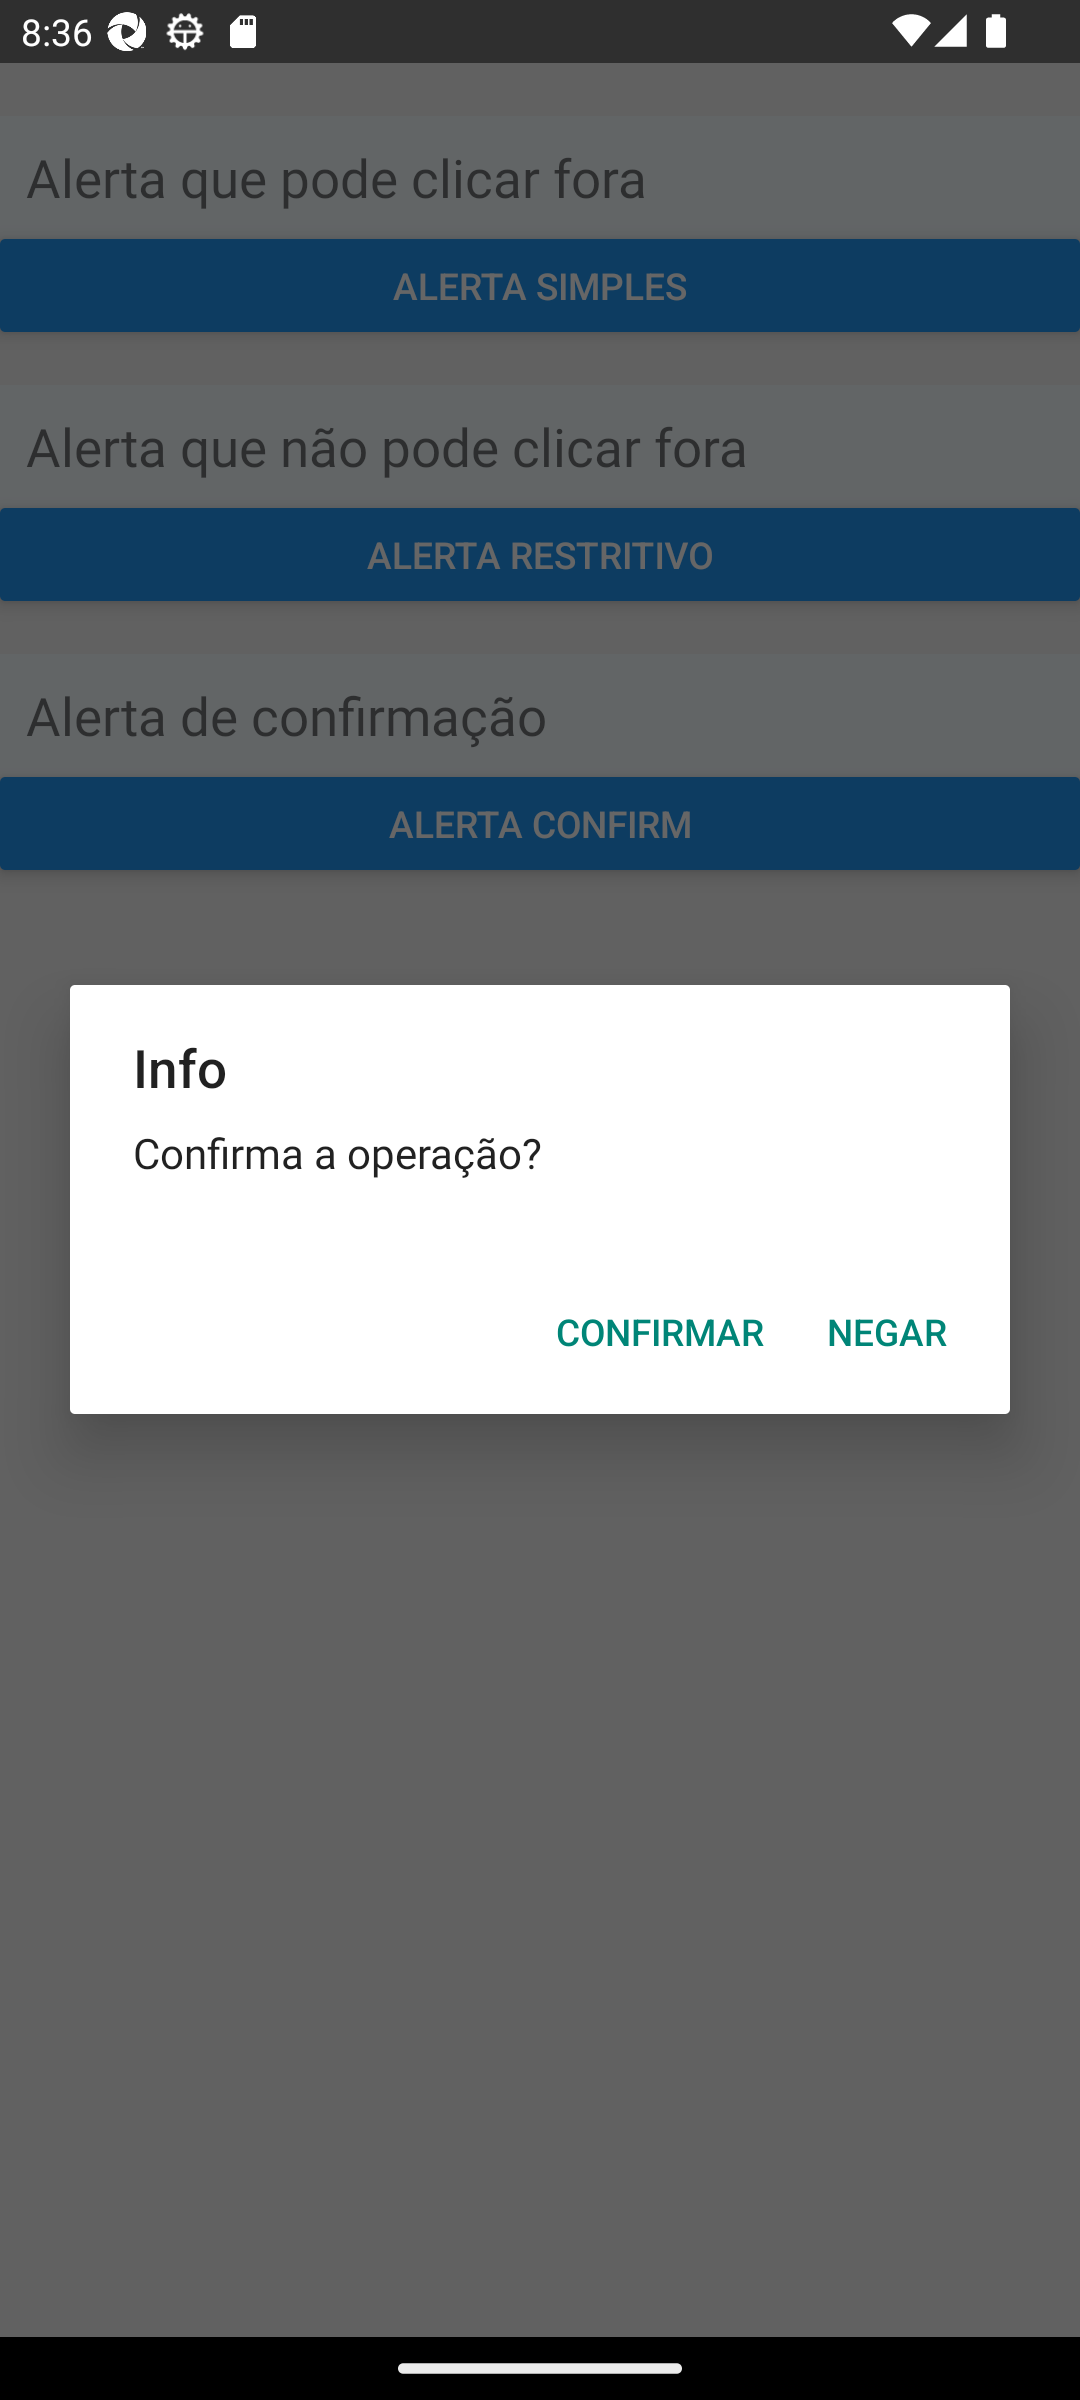 8:36
Alerta que pode clicar fora
ALERTA SIMPLES
Alerta que não pode clicar fora
ALERTA RESTRITIVO
Alerta de confirmação
ALERTA CONFIRM
Info
Confirma a operação?
CONFIRMAR NEGAR